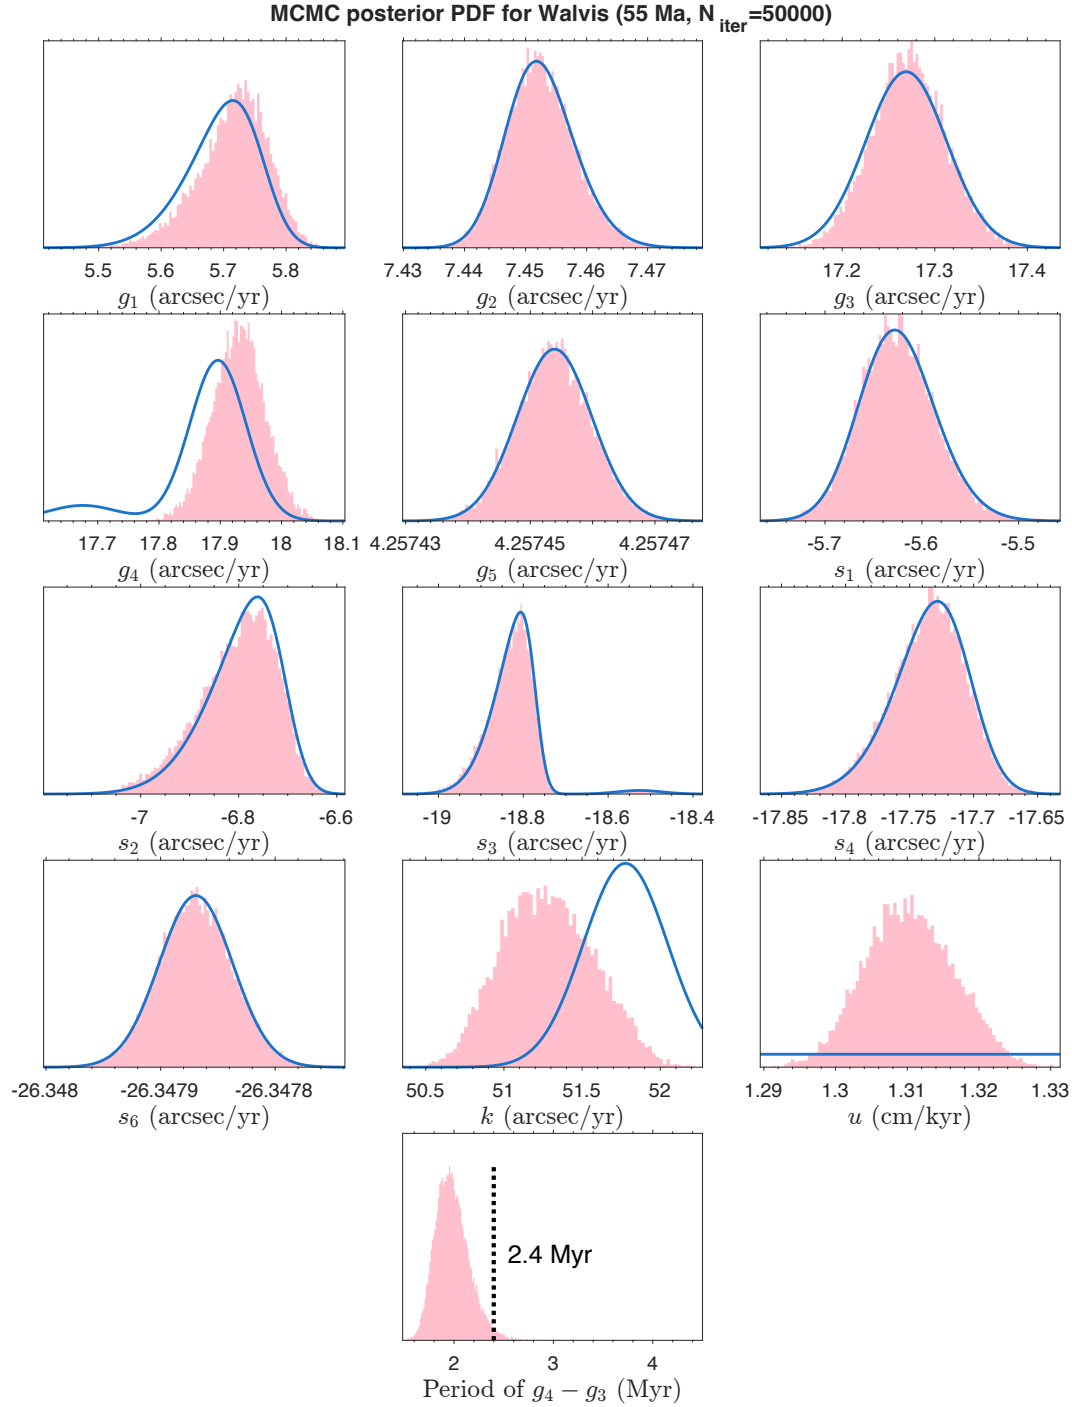 MCMC posterior PDF for Walvis (55 Ma, N iter=50000)
5.5 5.6 5.7 5.8
g1 (arcsec/yr)
7.43 7.44 7.45 7.46 7.47
g2 (arcsec/yr)
17.2 17.3 17.4
g3 (arcsec/yr)
17.7 17.8 17.9 18 18.1
g4 (arcsec/yr)
4.25743 4.25745 4.25747
g5 (arcsec/yr)
-5.7 -5.6 -5.5
s1 (arcsec/yr)
-7 -6.8 -6.6
s2 (arcsec/yr)
-19 -18.8 -18.6 -18.4
s3 (arcsec/yr)
-17.85 -17.8 -17.75 -17.7 -17.65
s4 (arcsec/yr)
-26.348 -26.3479 -26.3478
s6 (arcsec/yr)
50.5 51 51.5 52
k (arcsec/yr)
1.29 1.3 1.31 1.32 1.33
u (cm/kyr)
2.4 Myr
2 3 4
Period of g4 − g3 (Myr)